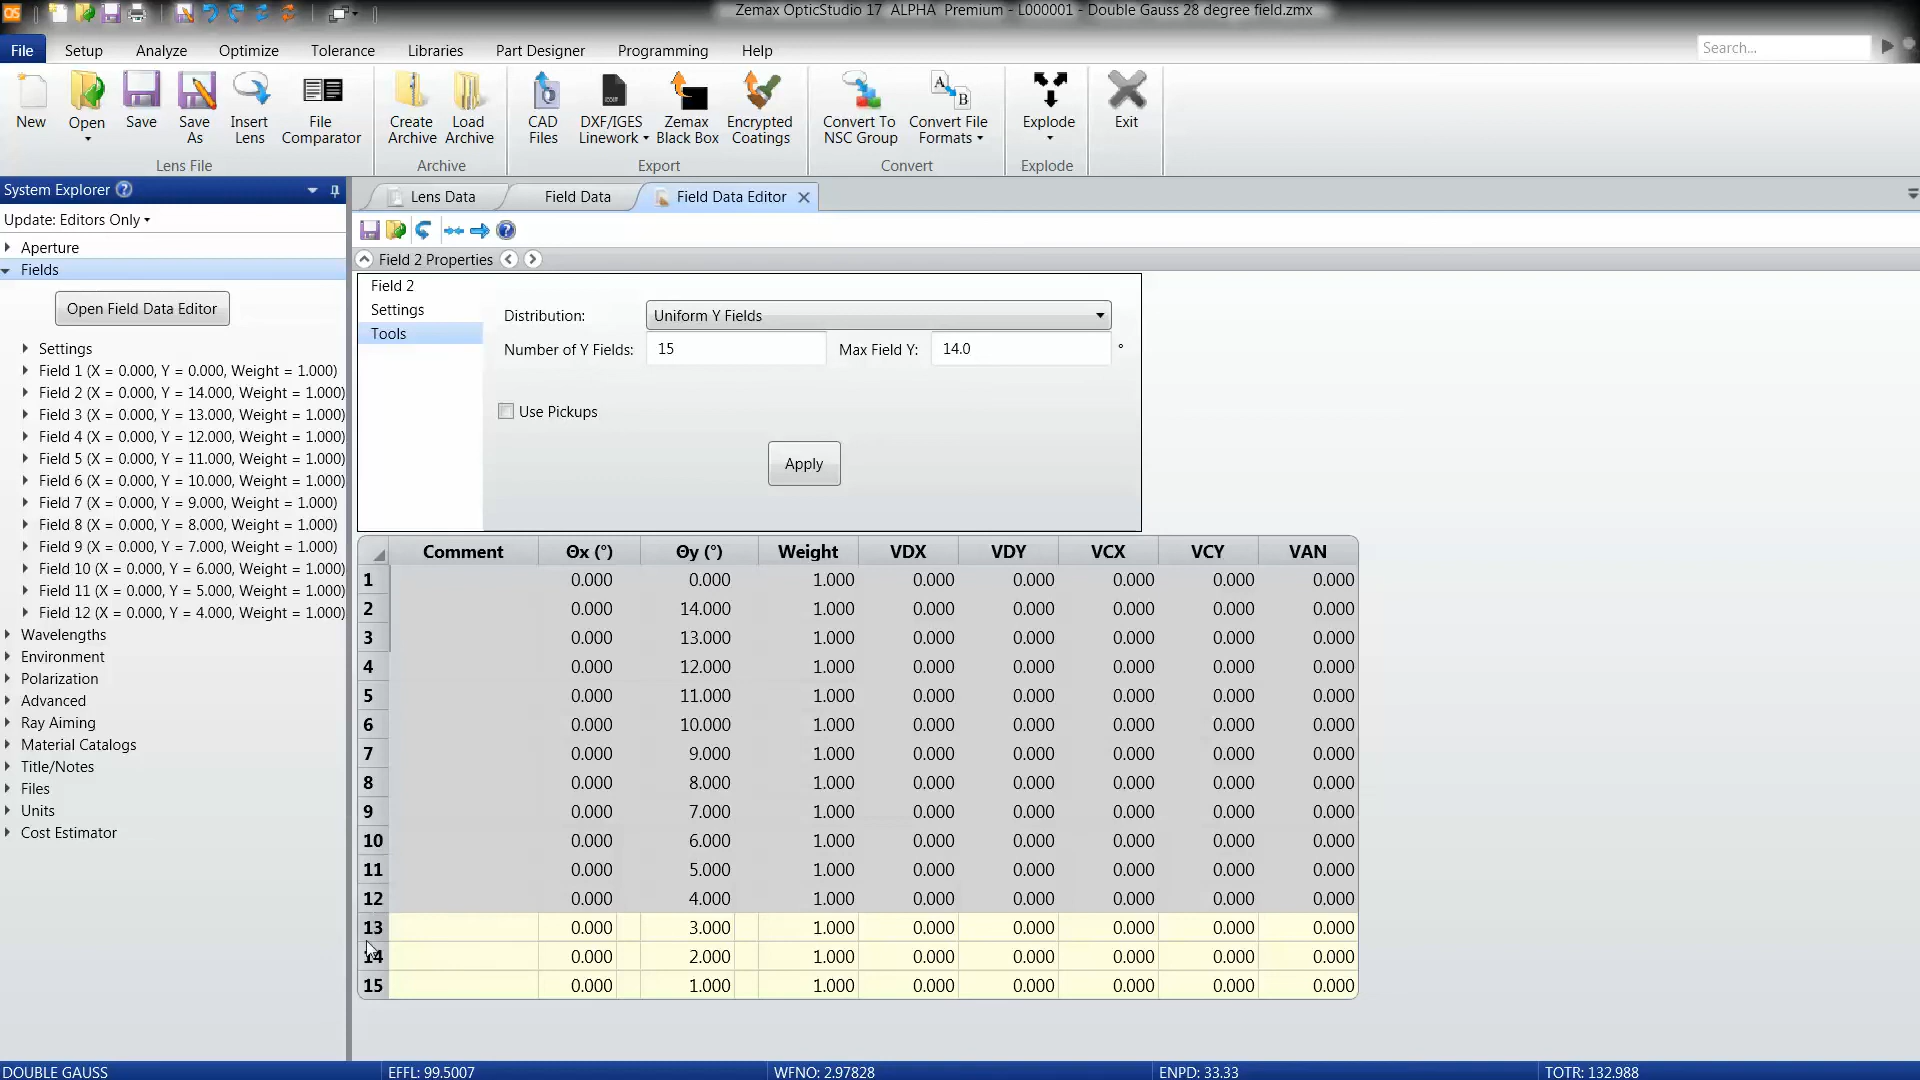 Zemax OpticStudio 17 ALPHA Premium - L000001 - Double Gauss 28 degree field.zmx
File Setup Analyze Optimize Tolerance Libraries Part Designer Programming Help Search...
New Open Save Save As Insert Lens File Comparator Create Archive Load Archive CAD Files DXF/IGES Linework Zemax Black Box Encrypted Coatings Convert To NSC Group Convert File Formats Explode Exit
Lens File Archive Export Convert Explode
System Explorer
Lens Data Field Data Field Data Editor
Update: Editors Only
Aperture
Fields
Open Field Data Editor
Settings
Field 1 (X = 0.000, Y = 0.000, Weight = 1.000)
Field 2 (X = 0.000, Y = 14.000, Weight = 1.000)
Field 3 (X = 0.000, Y = 13.000, Weight = 1.000)
Field 4 (X = 0.000, Y = 12.000, Weight = 1.000)
Field 5 (X = 0.000, Y = 11.000, Weight = 1.000)
Field 6 (X = 0.000, Y = 10.000, Weight = 1.000)
Field 7 (X = 0.000, Y = 9.000, Weight = 1.000)
Field 8 (X = 0.000, Y = 8.000, Weight = 1.000)
Field 9 (X = 0.000, Y = 7.000, Weight = 1.000)
Field 10 (X = 0.000, Y = 6.000, Weight = 1.000)
Field 11 (X = 0.000, Y = 5.000, Weight = 1.000)
Field 12 (X = 0.000, Y = 4.000, Weight = 1.000)
Wavelengths
Environment
Polarization
Advanced
Ray Aiming
Material Catalogs
Title/Notes
Files
Units
Cost Estimator
Field 2 Properties
Field 2
Settings
Tools
Distribution: Uniform Y Fields
Number of Y Fields: 15 Max Field Y: 14.0 °
Use Pickups
Apply
Comment Θx (°) Θy (°) Weight VDX VDY VCX VCY VAN
1 0.000 0.000 1.000 0.000 0.000 0.000 0.000 0.000
2 0.000 14.000 1.000 0.000 0.000 0.000 0.000 0.000
3 0.000 13.000 1.000 0.000 0.000 0.000 0.000 0.000
4 0.000 12.000 1.000 0.000 0.000 0.000 0.000 0.000
5 0.000 11.000 1.000 0.000 0.000 0.000 0.000 0.000
6 0.000 10.000 1.000 0.000 0.000 0.000 0.000 0.000
7 0.000 9.000 1.000 0.000 0.000 0.000 0.000 0.000
8 0.000 8.000 1.000 0.000 0.000 0.000 0.000 0.000
9 0.000 7.000 1.000 0.000 0.000 0.000 0.000 0.000
10 0.000 6.000 1.000 0.000 0.000 0.000 0.000 0.000
11 0.000 5.000 1.000 0.000 0.000 0.000 0.000 0.000
12 0.000 4.000 1.000 0.000 0.000 0.000 0.000 0.000
13 0.000 3.000 1.000 0.000 0.000 0.000 0.000 0.000
14 0.000 2.000 1.000 0.000 0.000 0.000 0.000 0.000
15 0.000 1.000 1.000 0.000 0.000 0.000 0.000 0.000
DOUBLE GAUSS EFFL: 99.5007 WFNO: 2.97828 ENPD: 33.33 TOTR: 132.988